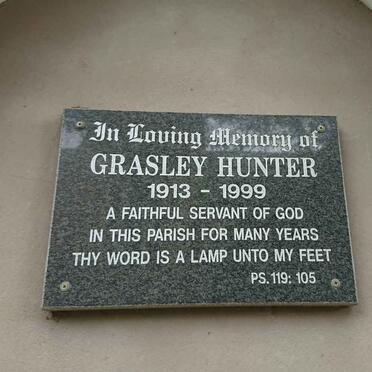 In Loving Memory of
GRASLEY HUNTER
1913 - 1999
A FAITHFUL SERVANT OF GOD
IN THIS PARISH FOR MANY YEARS
THY WORD IS A LAMP UNTO MY FEET
PS.119: 105